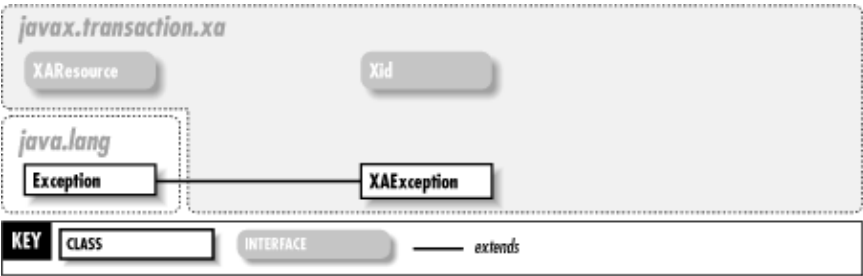 javax.transaction.xa
XAResource Xid
java.lang
Exception XAException
KEY CLASS INTERFACE extends